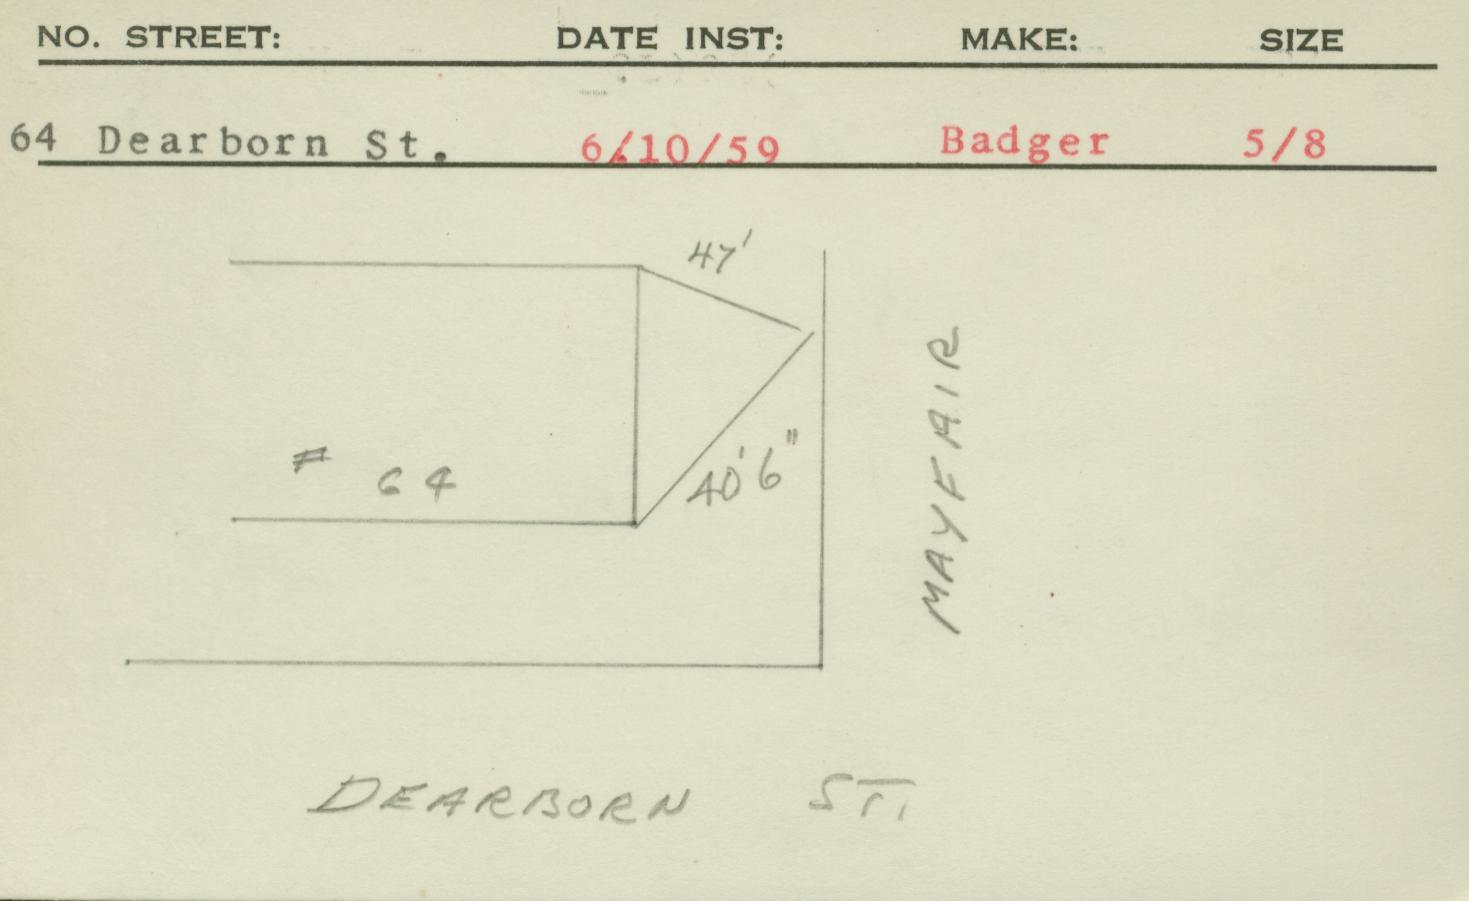 NO. STREET: DATE INST: MAKE: SIZE
64 Dearborn St. 6/10/59 Badger 5/8
47'
# 64
40'6"
MAYFAIR
DEARBORN ST.